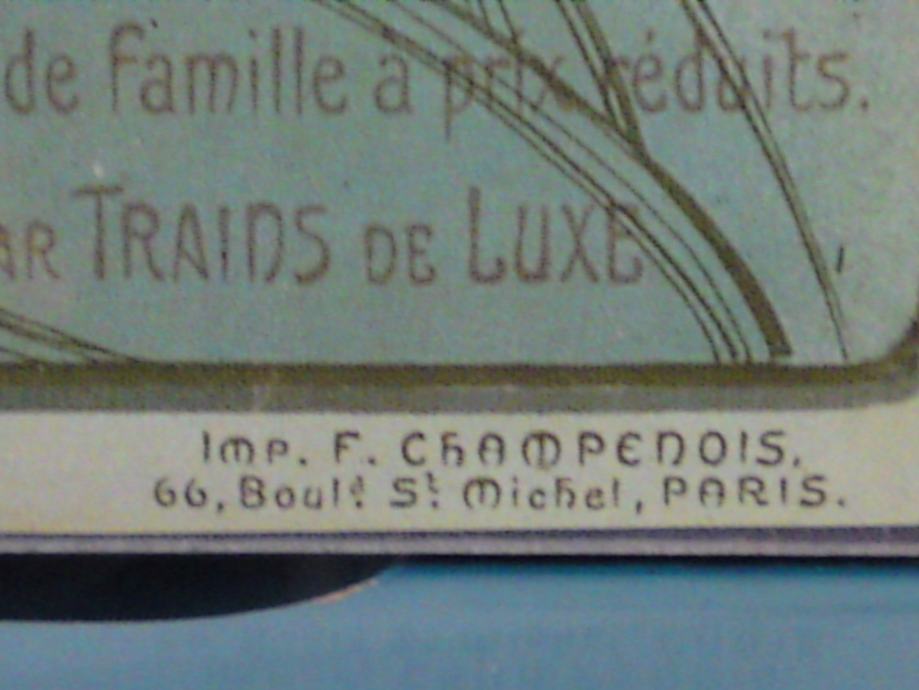 de Famille à prix réduits.
AR TRAINS DE LUXE
Imp. F. CHAMPENOIS.
66, Boul.d S.t Michel, PARIS.